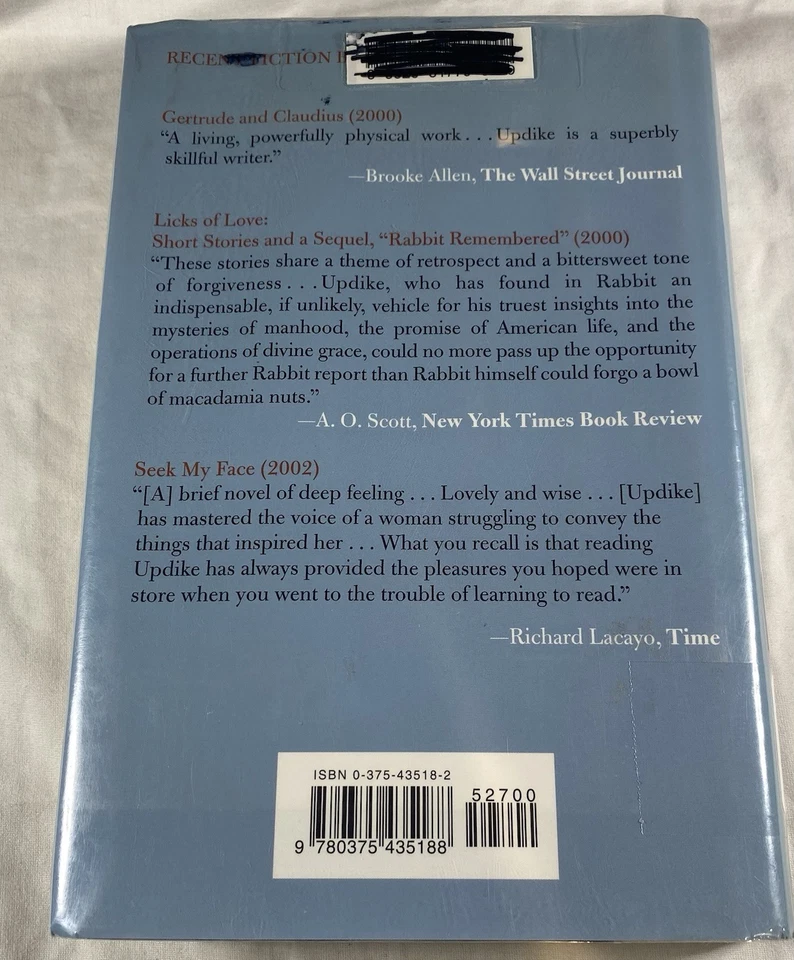 RECENT FICTION
Gertrude and Claudius (2000)
“A living, powerfully physical work . . . Updike is a superbly
skillful writer.”
—Brooke Allen, The Wall Street Journal
Licks of Love:
Short Stories and a Sequel, “Rabbit Remembered” (2000)
“These stories share a theme of retrospect and a bittersweet tone
of forgiveness . . . Updike, who has found in Rabbit an
indispensable, if unlikely, vehicle for his truest insights into the
mysteries of manhood, the promise of American life, and the
operations of divine grace, could no more pass up the opportunity
for a further Rabbit report than Rabbit himself could forgo a bowl
of macadamia nuts.”
—A. O. Scott, New York Times Book Review
Seek My Face (2002)
“[A] brief novel of deep feeling . . . Lovely and wise . . . [Updike]
has mastered the voice of a woman struggling to convey the
things that inspired her . . . What you recall is that reading
Updike has always provided the pleasures you hoped were in
store when you went to the trouble of learning to read.”
—Richard Lacayo, Time
ISBN 0-375-43518-2
52700
9 780375 435188